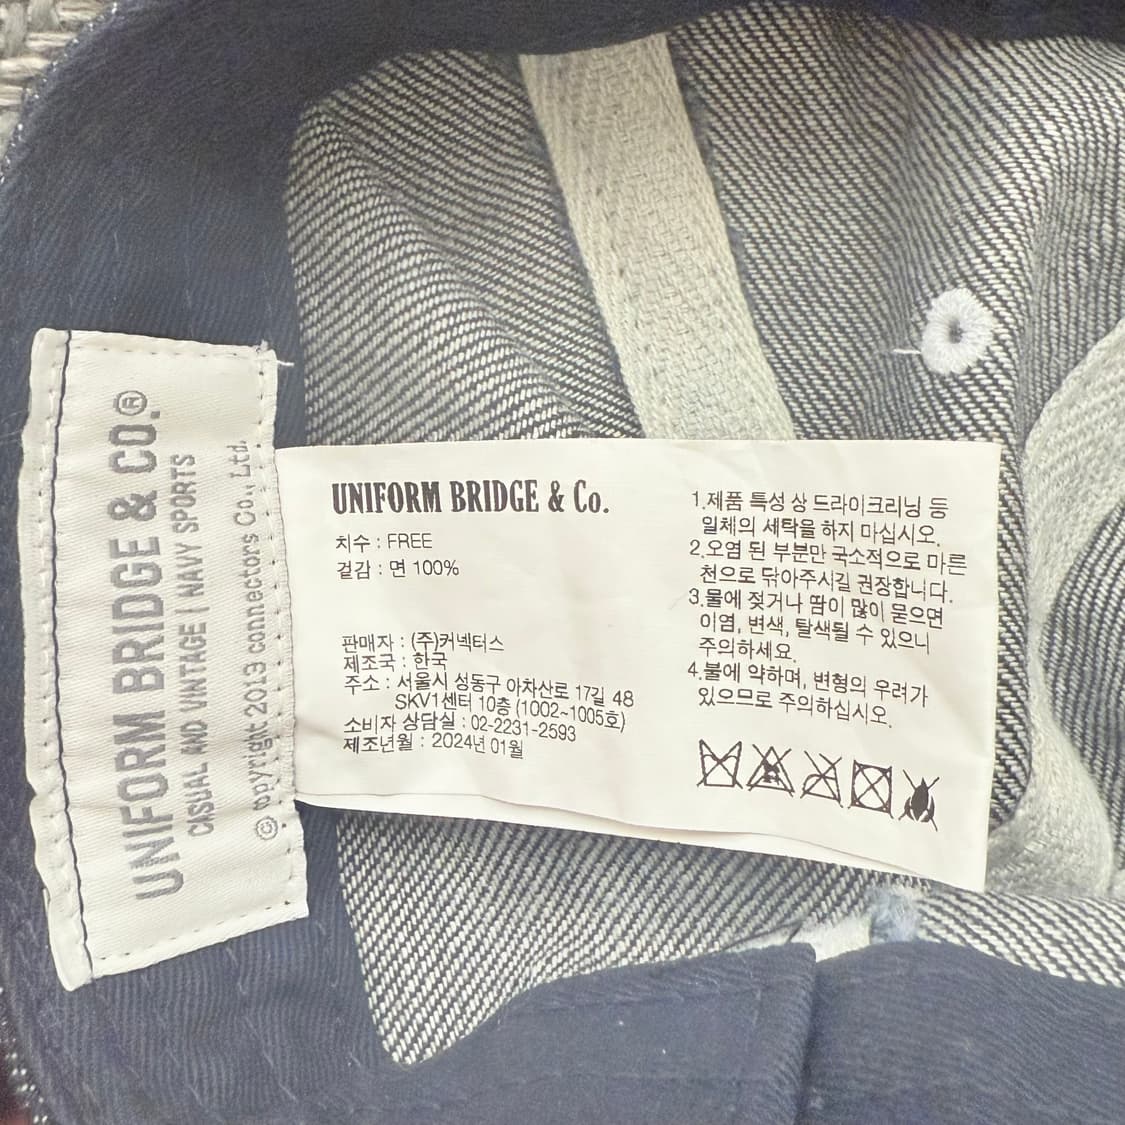 UNIFORM BRIDGE & CO.®
CASUAL AND VINTAGE | NAVY SPORTS
© opyright 2013 connectors Co., Ltd.
UNIFORM BRIDGE & Co.
치수 : FREE
겉감 : 면 100%
판매자 : (주)커넥터스
제조국 : 한국
주소 : 서울시 성동구 아차산로 17길 48
SKV1센터 10층 (1002~1005호)
소비자 상담실 : 02-2231-2593
제조년월 : 2024년 01월
1.제품 특성 상 드라이크리닝 등
일체의 세탁을 하지 마십시오.
2.오염 된 부분만 국소적으로 마른
천으로 닦아주시길 권장합니다.
3.물에 젖거나 땀이 많이 묻으면
이염, 변색, 탈색될 수 있으니
주의하세요.
4.불에 약하며, 변형의 우려가
있으므로 주의하십시오.